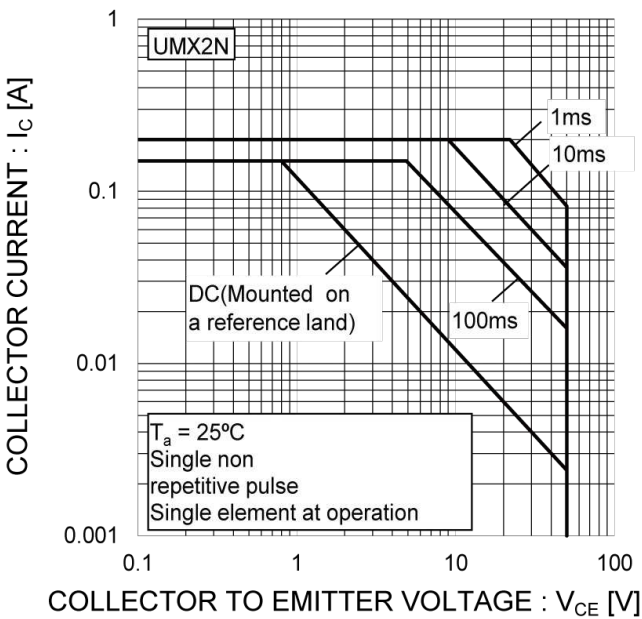 1
UMX2N
1ms
10ms
0.1
DC(Mounted on
a reference land)
100ms
0.01
Ta = 25ºC
Single non
repetitive pulse
Single element at operation
0.001
0.1
1
10
100
COLLECTOR CURRENT : IC [A]
COLLECTOR TO EMITTER VOLTAGE : VCE [V]